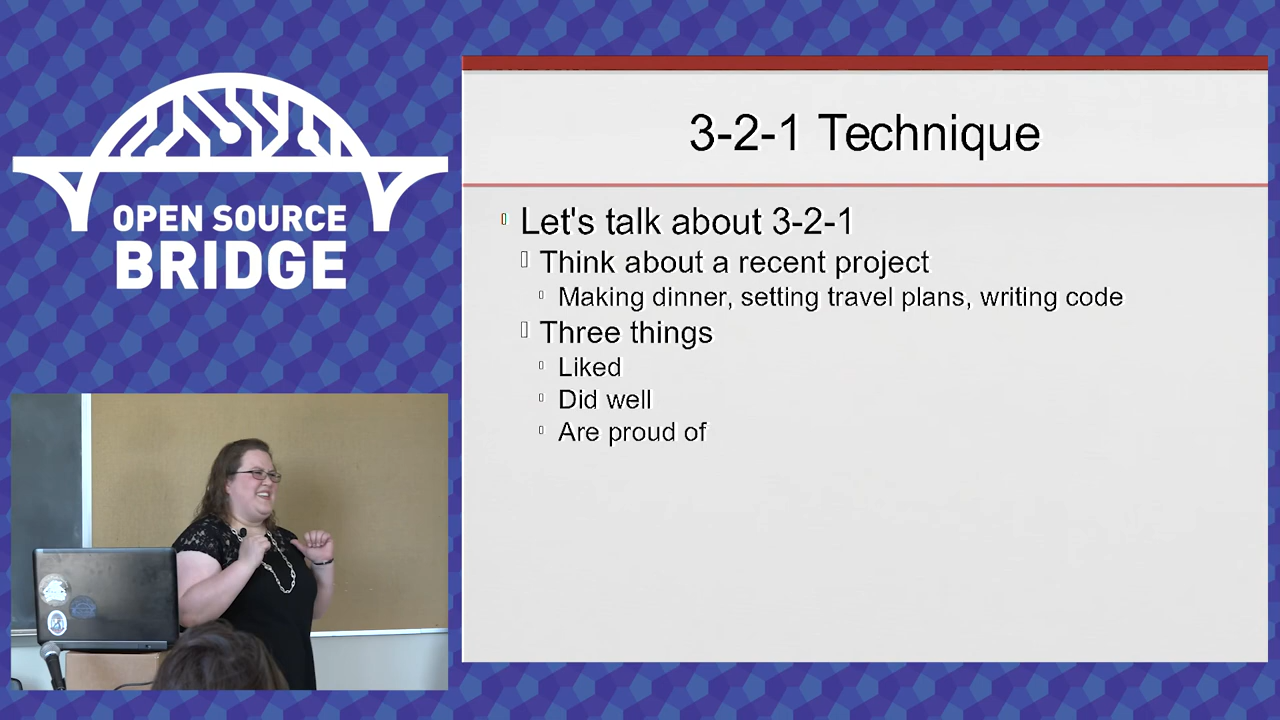 OPEN SOURCE
BRIDGE
3-2-1 Technique
Let's talk about 3-2-1
Think about a recent project
Making dinner, setting travel plans, writing code
Three things
Liked
Did well
Are proud of